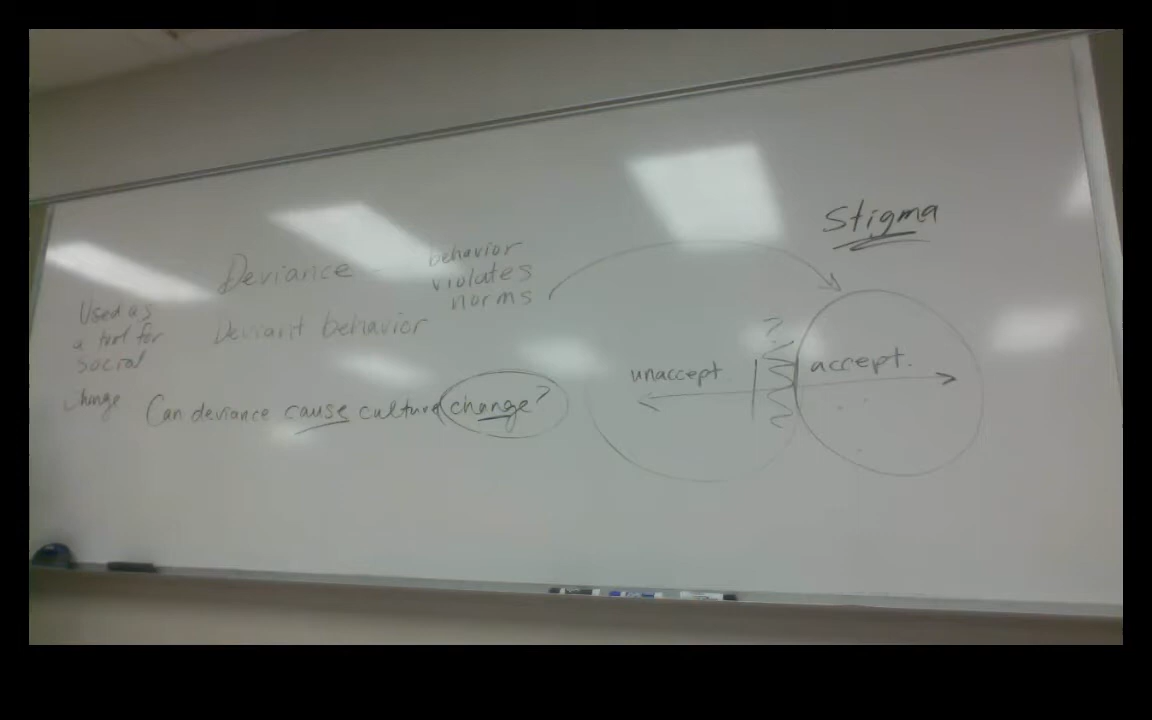 Stigma
Deviance - behavior
violates
norms
Used as
a tool for
social
change
Deviant behavior
Can deviance cause culture change?
?
unaccept.
accept.